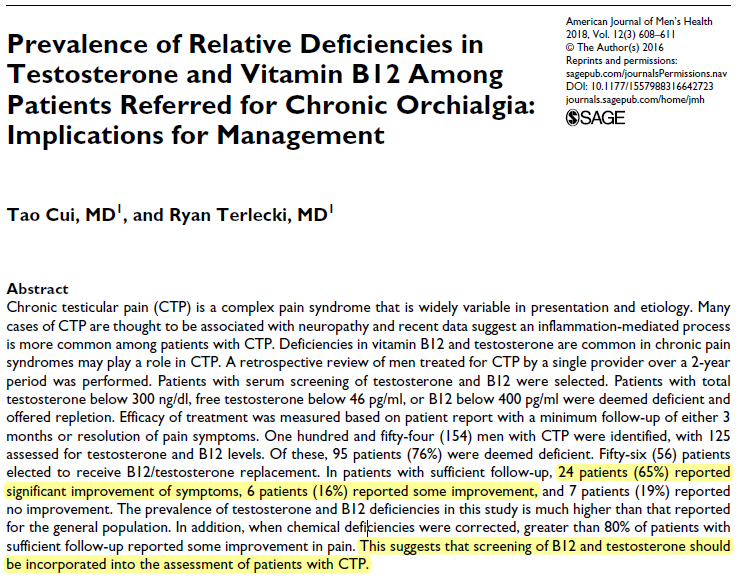 American Journal of Men's Health
2018, Vol. 12(3) 608–611
© The Author(s) 2016
Reprints and permissions:
sagepub.com/journalsPermissions.nav
DOI: 10.1177/1557988316642723
journals.sagepub.com/home/jmh
SAGE
Prevalence of Relative Deficiencies in
Testosterone and Vitamin B12 Among
Patients Referred for Chronic Orchialgia:
Implications for Management
Tao Cui, MD1, and Ryan Terlecki, MD1
Abstract
Chronic testicular pain (CTP) is a complex pain syndrome that is widely variable in presentation and etiology. Many
cases of CTP are thought to be associated with neuropathy and recent data suggest an inflammation-mediated process
is more common among patients with CTP. Deficiencies in vitamin B12 and testosterone are common in chronic pain
syndromes may play a role in CTP. A retrospective review of men treated for CTP by a single provider over a 2-year
period was performed. Patients with serum screening of testosterone and B12 were selected. Patients with total
testosterone below 300 ng/dl, free testosterone below 46 pg/ml, or B12 below 400 pg/ml were deemed deficient and
offered repletion. Efficacy of treatment was measured based on patient report with a minimum follow-up of either 3
months or resolution of pain symptoms. One hundred and fifty-four (154) men with CTP were identified, with 125
assessed for testosterone and B12 levels. Of these, 95 patients (76%) were deemed deficient. Fifty-six (56) patients
elected to receive B12/testosterone replacement. In patients with sufficient follow-up, 24 patients (65%) reported
significant improvement of symptoms, 6 patients (16%) reported some improvement, and 7 patients (19%) reported
no improvement. The prevalence of testosterone and B12 deficiencies in this study is much higher than that reported
for the general population. In addition, when chemical deficiencies were corrected, greater than 80% of patients with
sufficient follow-up reported some improvement in pain. This suggests that screening of B12 and testosterone should
be incorporated into the assessment of patients with CTP.